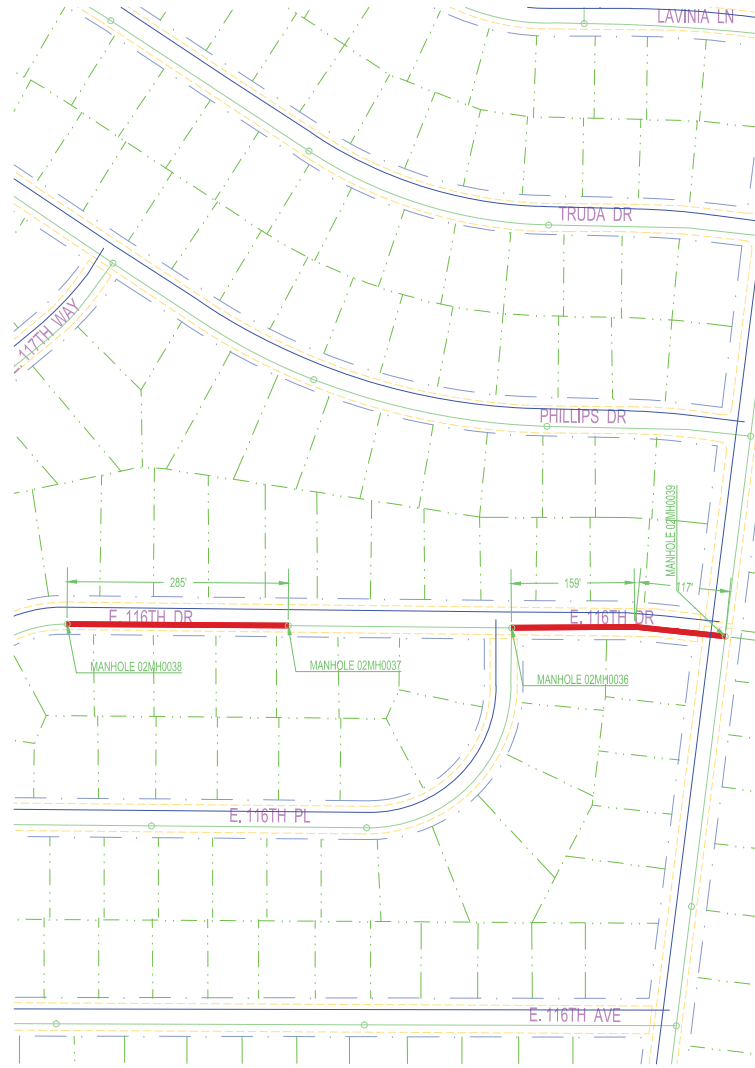 LAVINIA LN
TRUDA DR
117TH WAY
PHILLIPS DR
MANHOLE 02MH0039
285'
159'
117'
E. 116TH DR
E. 116TH DR
MANHOLE 02MH0038
MANHOLE 02MH0037
MANHOLE 02MH0036
E. 116TH PL
E. 116TH AVE